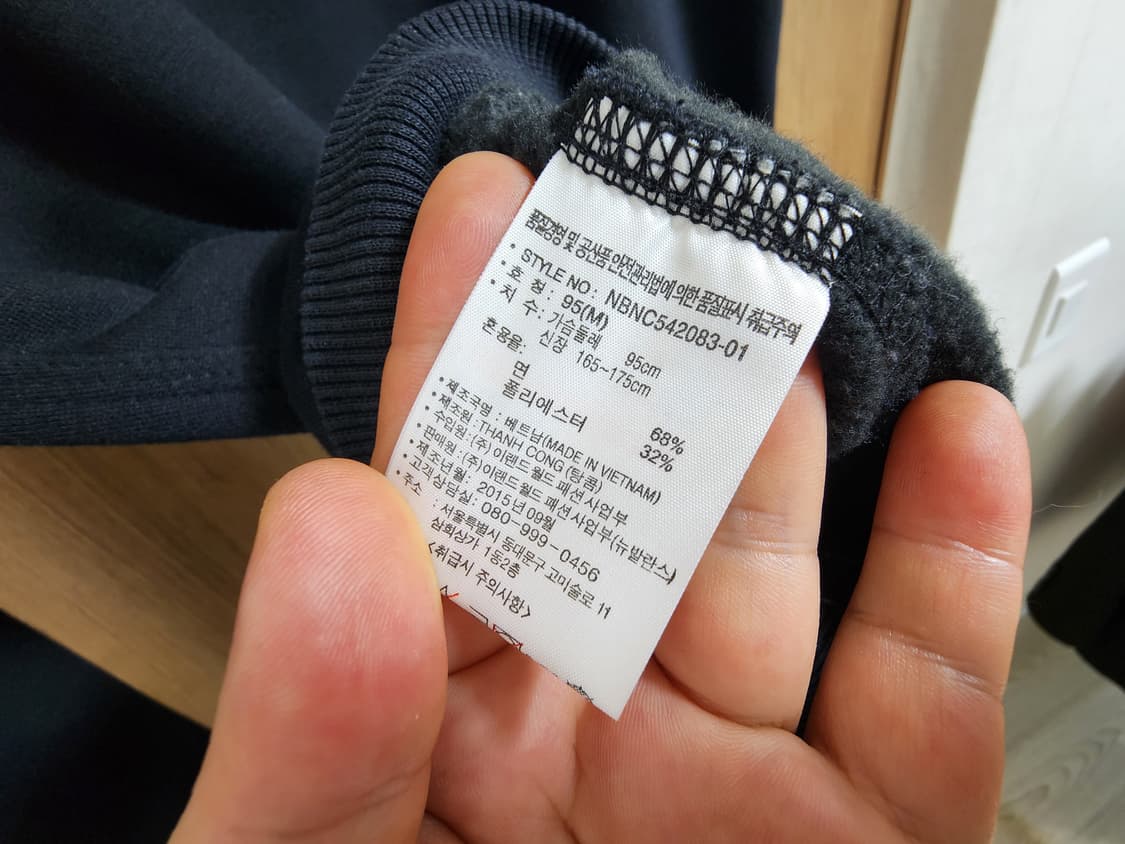 품질경영 및 공산품 안전관리법에 의한 품질표시 취급주의
• STYLE NO : NBNC542083-01
• 호 칭 : 95(M)
• 치 수 : 가슴둘레 95cm
신장 165~175cm
혼용율:
면 68%
폴리에스터 32%
• 제조국명 : 베트남(MADE IN VIETNAM)
• 제조원 : THANH CONG (탕콤)
• 수입원 : (주)이랜드월드 패션사업부
• 판매원 : (주)이랜드월드 패션사업부(뉴발란스)
• 제조년월 : 2015년 09월
• 고객상담실 : 080-999-0456
• 주소 : 서울특별시 동대문구 고미술로 11
삼희상가 1동2층
<취급시 주의사항>